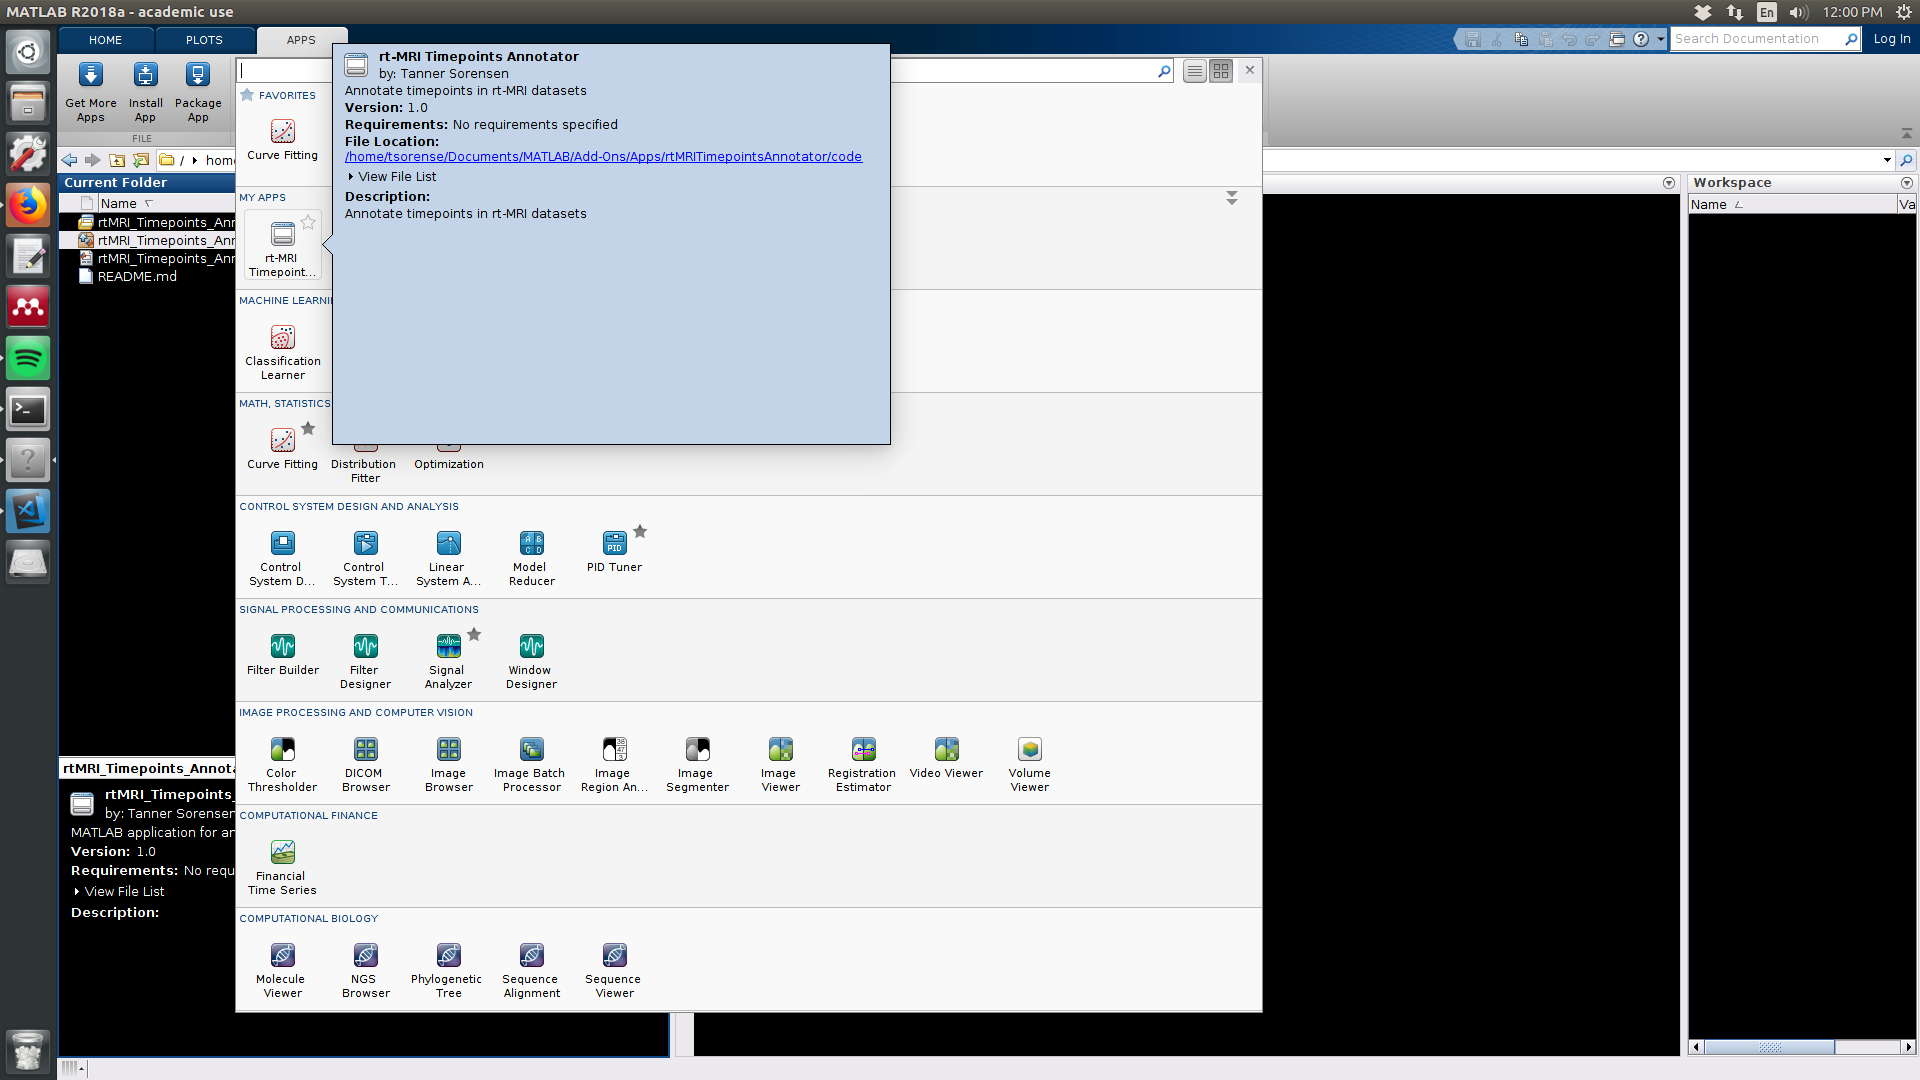 MATLAB R2018a - academic use
En
12:00 PM
HOME
PLOTS
APPS
Search Documentation
Log In
Get More
Apps
Install
App
Package
App
FILE
/
home
Current Folder
Name
rtMRI_Timepoints_Ann
rtMRI_Timepoints_Ann
rtMRI_Timepoints_Ann
README.md
rtMRI_Timepoints_Annota
rtMRI_Timepoints_
by: Tanner Sorensen
MATLAB application for an
Version: 1.0
Requirements: No requ
View File List
Description:
FAVORITES
Curve Fitting
MY APPS
rt-MRI
Timepoint...
MACHINE LEARNI
Classification
Learner
MATH, STATISTICS
Curve Fitting
Distribution
Fitter
Optimization
CONTROL SYSTEM DESIGN AND ANALYSIS
Control
System D...
Control
System T...
Linear
System A...
Model
Reducer
PID
PID Tuner
SIGNAL PROCESSING AND COMMUNICATIONS
Filter Builder
Filter
Designer
Signal
Analyzer
Window
Designer
IMAGE PROCESSING AND COMPUTER VISION
Color
Thresholder
DICOM
Browser
Image
Browser
Image Batch
Processor
Image
Region An...
Image
Segmenter
Image
Viewer
Registration
Estimator
Video Viewer
Volume
Viewer
COMPUTATIONAL FINANCE
Financial
Time Series
COMPUTATIONAL BIOLOGY
Molecule
Viewer
NGS
Browser
Phylogenetic
Tree
Sequence
Alignment
Sequence
Viewer
rt-MRI Timepoints Annotator
by: Tanner Sorensen
Annotate timepoints in rt-MRI datasets
Version: 1.0
Requirements: No requirements specified
File Location:
/home/tsorense/Documents/MATLAB/Add-Ons/Apps/rtMRITimepointsAnnotator/code
View File List
Description:
Annotate timepoints in rt-MRI datasets
Workspace
Name
Va